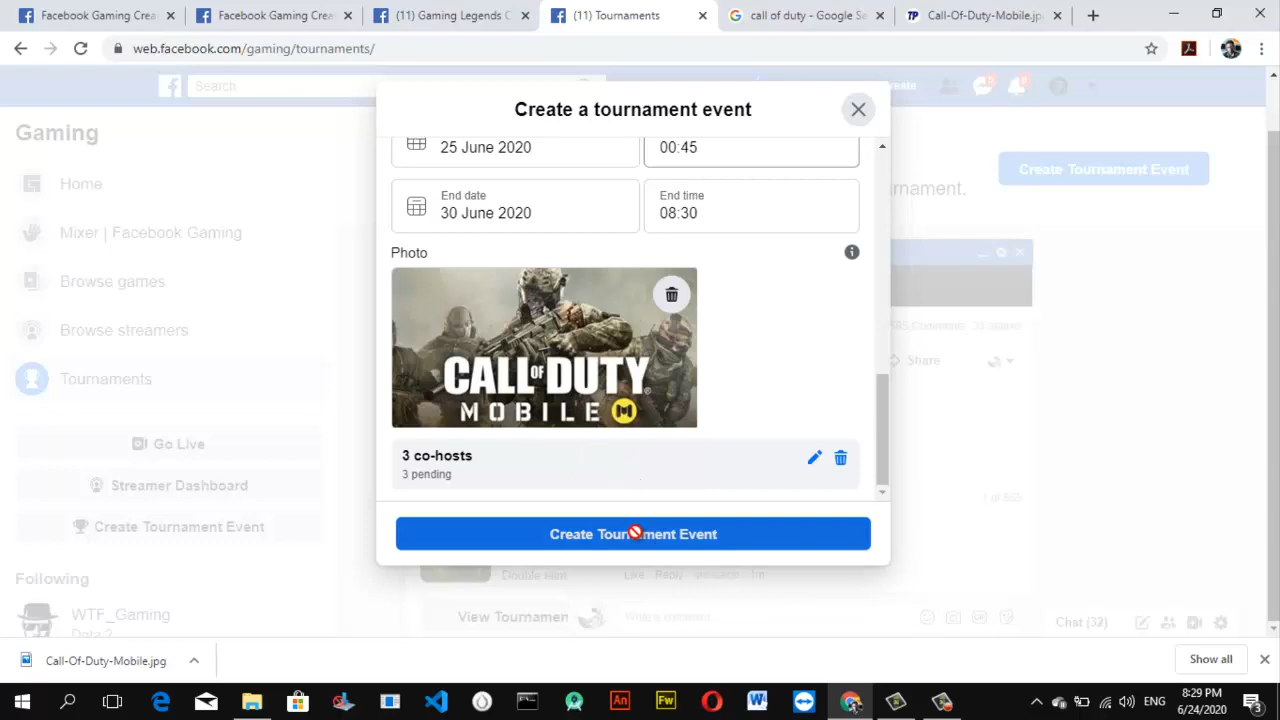 Facebook Gaming Crea
Facebook Gaming Crea
(11) Gaming Legends C
(11) Tournaments
call of duty - Google Se
Call-Of-Duty-Mobile.jp
web.facebook.com/gaming/tournaments/
Search
Create a tournament event
Gaming
25 June 2020
00:45
Create Tournament Event
Home
End date
30 June 2020
End time
08:30
Mixer | Facebook Gaming
Photo
Browse games
Browse streamers
CALL OF DUTY
MOBILE
Share
Tournaments
Go Live
3 co-hosts
3 pending
Streamer Dashboard
Create Tournament Event
Create Tournament Event
Following
Like Reply
WTF_Gaming
View Tournamen
Chat (32)
Call-Of-Duty-Mobile.jpg
Show all
ENG
8:29 PM
6/24/2020